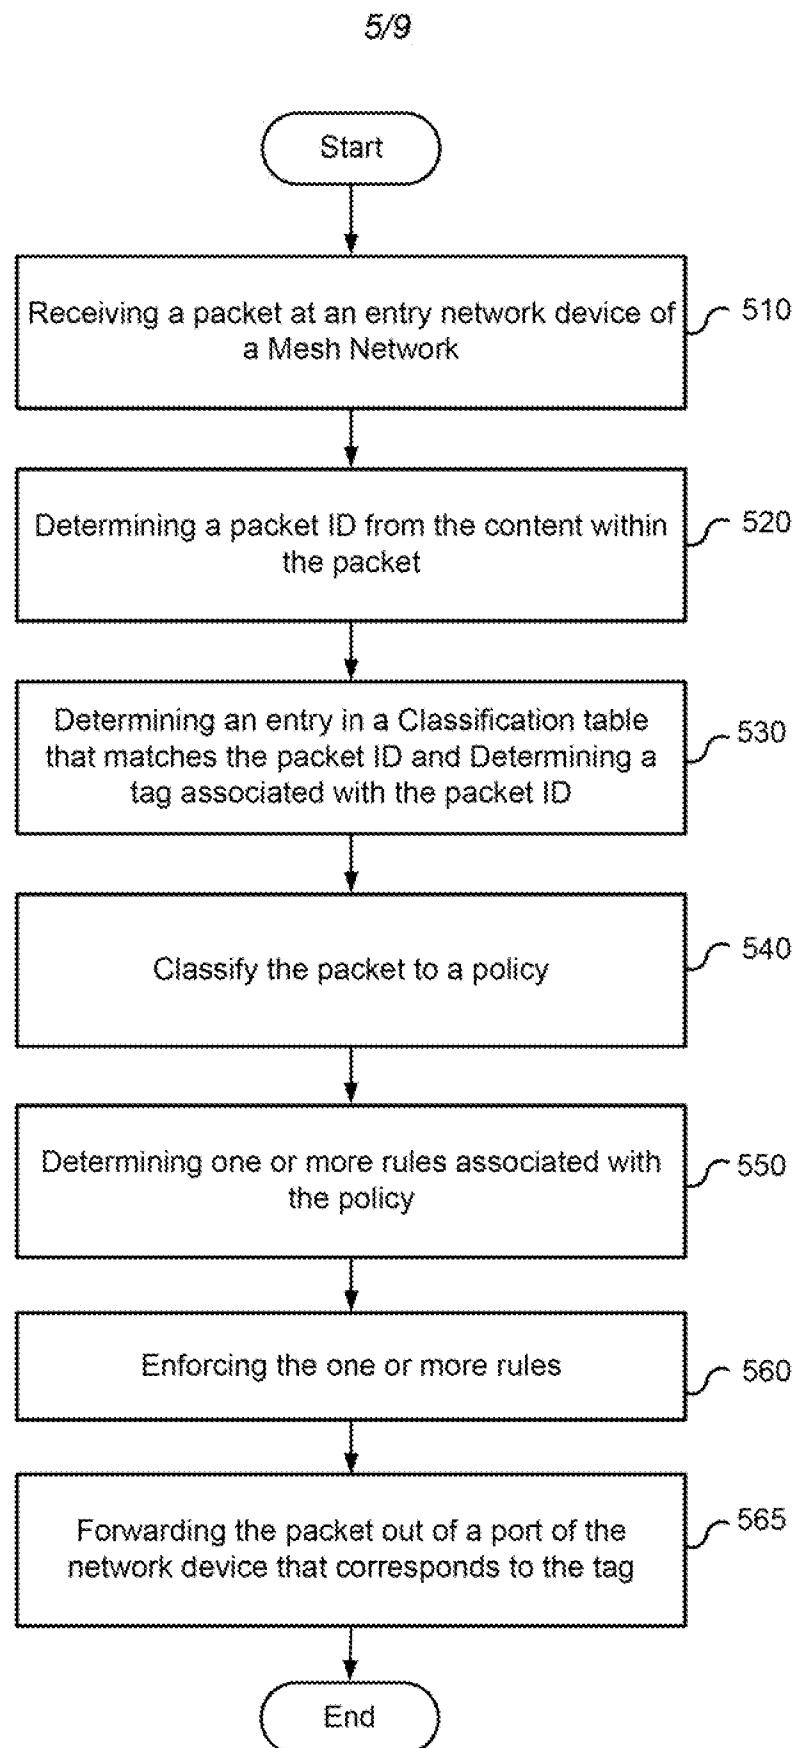 5/9
Start
Receiving a packet at an entry network device of
a Mesh Network
510
Determining a packet ID from the content within
the packet
520
Determining an entry in a Classification table
that matches the packet ID and Determining a
tag associated with the packet ID
530
Classify the packet to a policy
540
Determining one or more rules associated with
the policy
550
Enforcing the one or more rules
560
Forwarding the packet out of a port of the
network device that corresponds to the tag
565
End